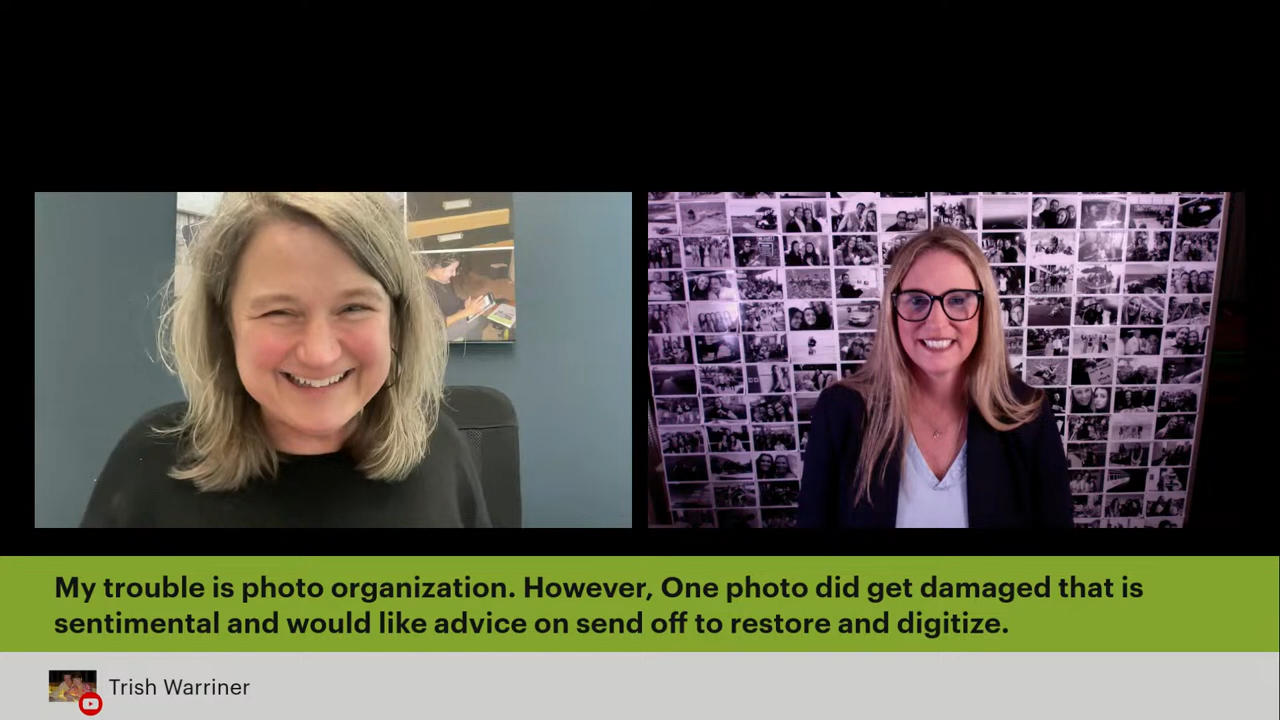 My trouble is photo organization. However, One photo did get damaged that is
sentimental and would like advice on send off to restore and digitize.
Trish Warriner